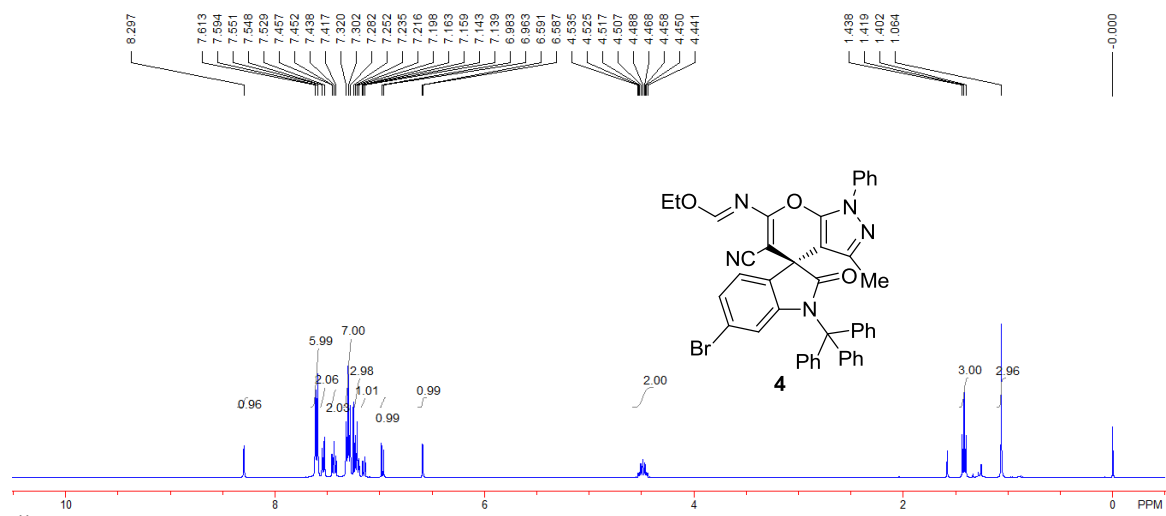 8.297 7.613 7.594 7.551 7.548 7.529 7.457 7.452 7.438 7.417 7.320 7.302 7.282 7.252 7.235 7.216 7.198 7.163 7.159 7.143 7.139 6.983 6.963 6.591 6.587 4.535 4.525 4.517 4.507 4.488 4.468 4.458 4.450 4.441 1.438 1.419 1.402 1.064 -0.000
Ph
EtO N O N
N
NC
Me
O
N
Br Ph
Ph Ph
4
0.96 5.99 2.06 2.03 7.00 2.98 1.01 0.99 0.99 2.00 3.00 2.96
10 8 6 4 2 0 PPM